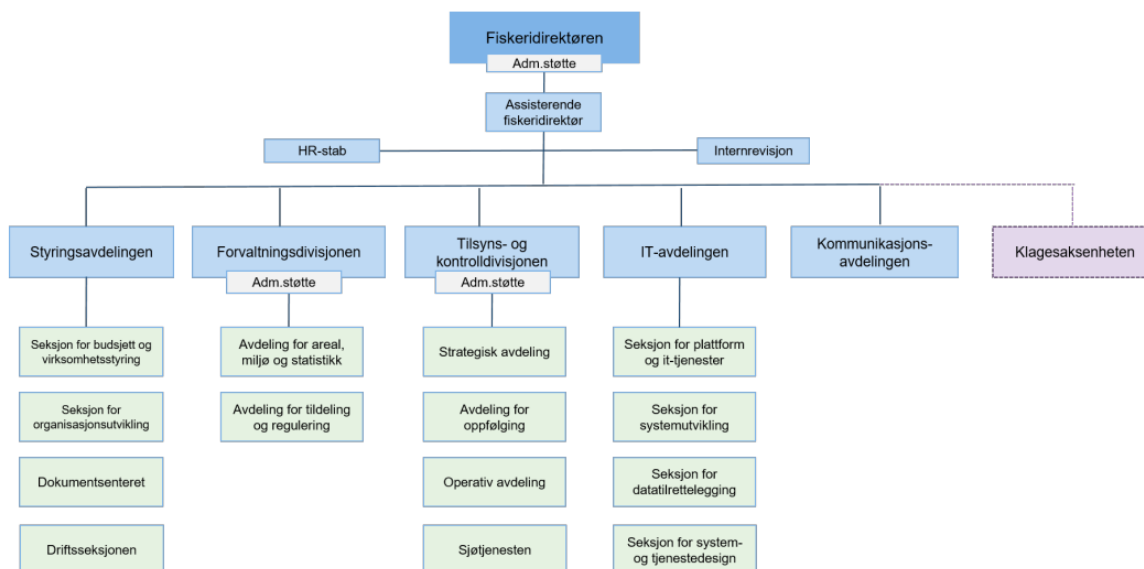 Fiskeridirektøren
Adm.støtte
Assisterende
fiskeridirektør
HR-stab
Internrevisjon
Styringsavdelingen
Forvaltningsdivisjonen
Adm.støtte
Tilsyns- og
kontrolldivisjonen
Adm.støtte
IT-avdelingen
Kommunikasjons-
avdelingen
Klagesaksenheten
Seksjon for budsjett og
virksomhetsstyring
Seksjon for
organisasjonsutvikling
Dokumentsenteret
Driftsseksjonen
Avdeling for areal,
miljø og statistikk
Avdeling for tildeling
og regulering
Strategisk avdeling
Avdeling for
oppfølging
Operativ avdeling
Sjøtjenesten
Seksjon for plattform
og it-tjenester
Seksjon for
systemutvikling
Seksjon for
datatilrettelegging
Seksjon for system-
og tjenestedesign